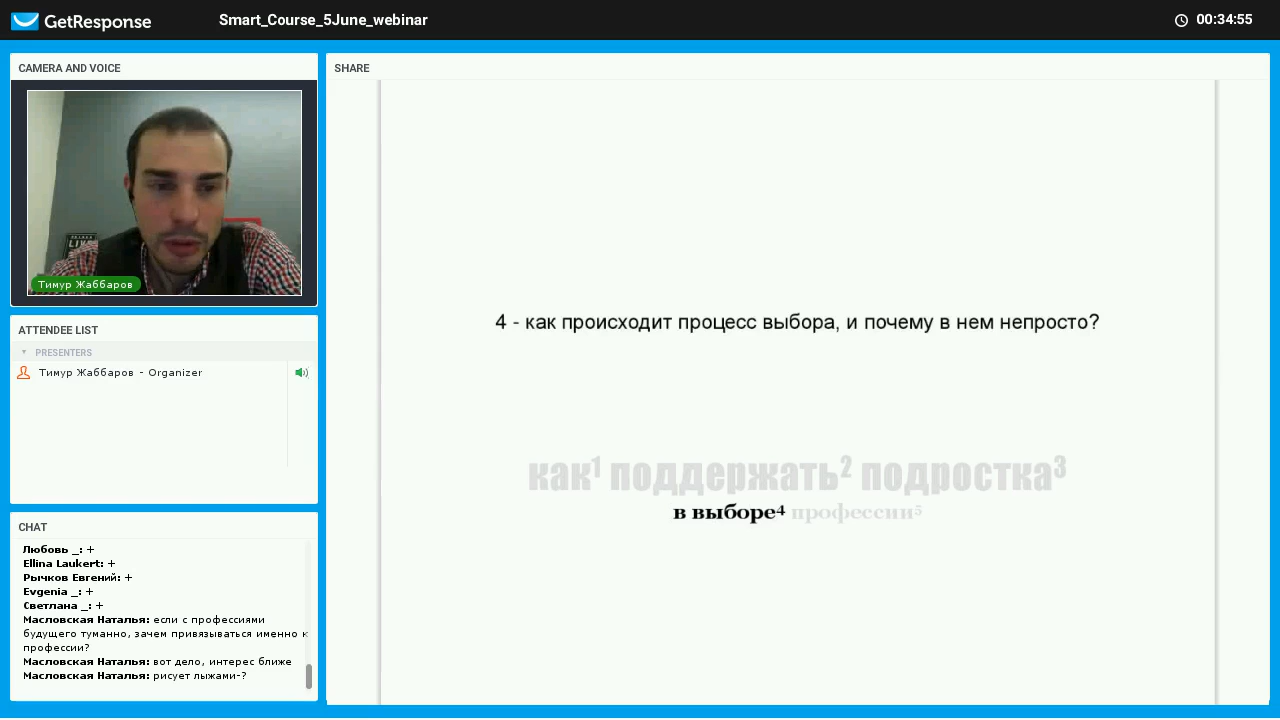 GetResponse
Smart_Course_5June_webinar
00:34:55
CAMERA AND VOICE
Тимур Жаббаров
ATTENDEE LIST
PRESENTERS
Тимур Жаббаров - Organizer
CHAT
Любовь _: +
Ellina Laukert: +
Рычков Евгений: +
Evgenia _: +
Светлана _: +
Масловская Наталья: если с профессиями
будущего туманно, зачем привязываться именно к
профессии?
Масловская Наталья: вот дело, интерес ближе
Масловская Наталья: рисует лыжами-?
SHARE
4 - как происходит процесс выбора, и почему в нем непросто?
как¹ поддержать² подростка³
в выборе⁴ профессии⁵